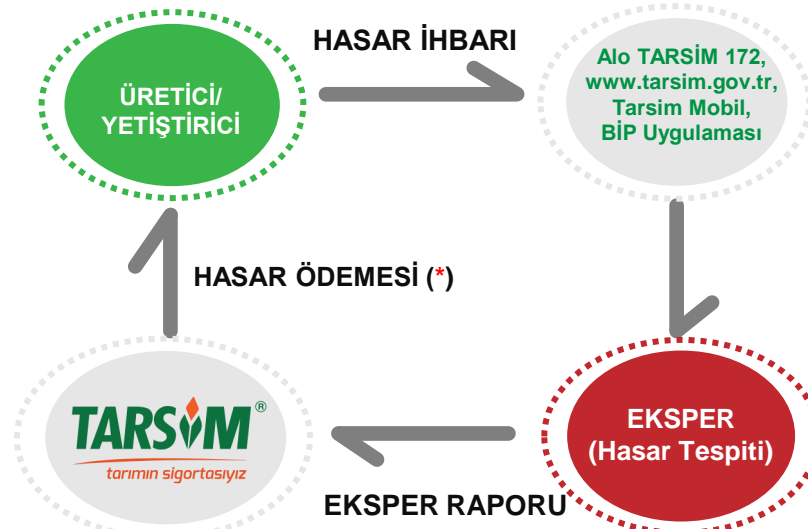 HASAR İHBARI
ÜRETİCİ/
YETİŞTİRİCİ
Alo TARSİM 172,
www.tarsim.gov.tr,
Tarsim Mobil,
BİP Uygulaması
HASAR ÖDEMESİ (*)
TARSİM®
tarımın sigortasıyız
EKSPER
(Hasar Tespiti)
EKSPER RAPORU